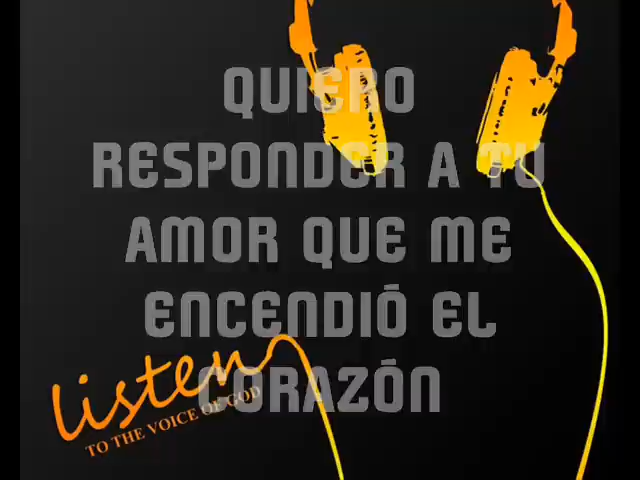 QUIERO
RESPONDER A TU
AMOR QUE ME
ENCENDIÓ EL
CORAZÓN
listen
TO THE VOICE OF GOD